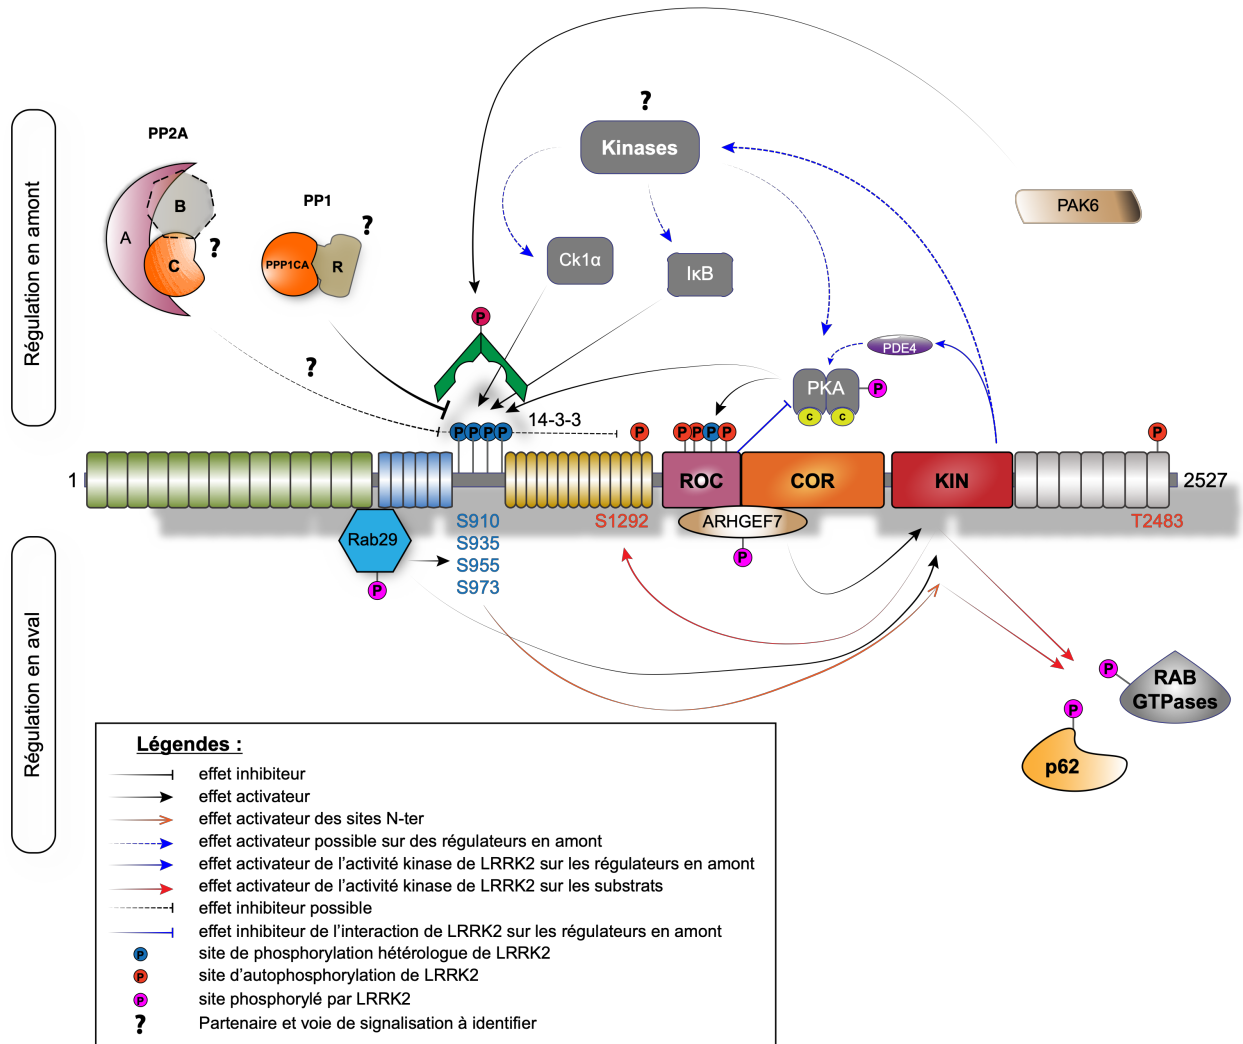 Régulation en amont
Régulation en aval
PP2A
A
B
C
?
PP1
PPP1CA
R
?
?
?
Kinases
Ck1α
IκB
PAK6
PDE4
PKA
P
C
C
P
14-3-3
P
P
P
P
P
P
P
P
P
P
1
ROC
COR
KIN
2527
S910
S935
S955
S973
S1292
ARHGEF7
T2483
P
Rab29
P
P
RAB
GTPases
P
p62
Légendes :
effet inhibiteur
effet activateur
effet activateur des sites N-ter
effet activateur possible sur des régulateurs en amont
effet activateur de l'activité kinase de LRRK2 sur les régulateurs en amont
effet activateur de l'activité kinase de LRRK2 sur les substrats
effet inhibiteur possible
effet inhibiteur de l'interaction de LRRK2 sur les régulateurs en amont
P site de phosphorylation hétérologue de LRRK2
P site d'autophosphorylation de LRRK2
P site phosphorylé par LRRK2
? Partenaire et voie de signalisation à identifier